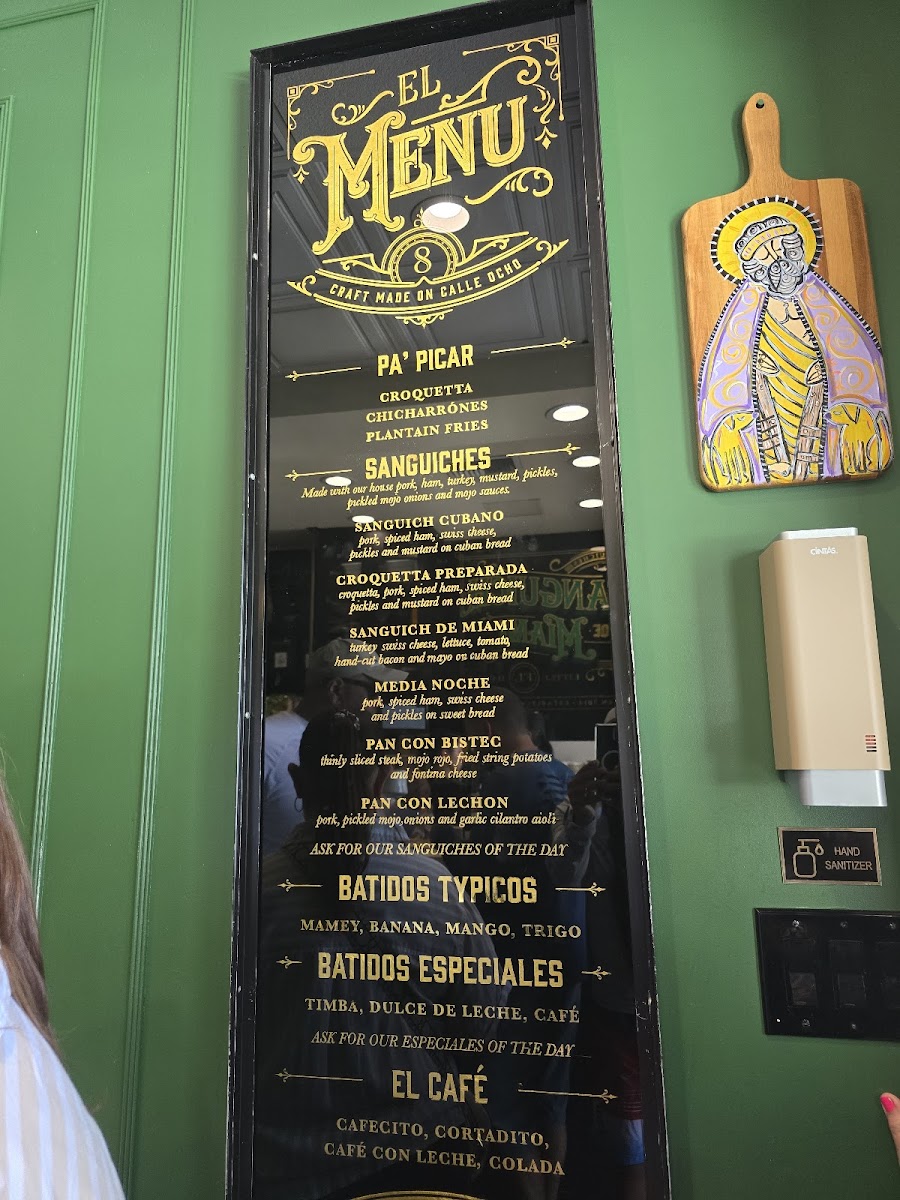 EL
MENU
8
CRAFT MADE ON CALLE OCHO
PA' PICAR
CROQUETTA
CHICHARRÓNES
PLANTAIN FRIES
SANGUICHES
Made with our house pork, ham, turkey, mustard, pickles,
pickled mojo onions and mojo sauces.
SANGUICH CUBANO
pork, spiced ham, swiss cheese,
pickles and mustard on cuban bread
CROQUETTA PREPARADA
croquetta, pork, spiced ham, swiss cheese,
pickles and mustard on cuban bread
SANGUICH DE MIAMI
turkey swiss cheese, lettuce, tomato,
hand-cut bacon and mayo on cuban bread
MEDIA NOCHE
pork, spiced ham, swiss cheese
and pickles on sweet bread
PAN CON BISTEC
thinly sliced steak, mojo rojo, fried string potatoes
and fontina cheese
PAN CON LECHON
pork, pickled mojo,onions and garlic cilantro aioli
ASK FOR OUR SANGUICHES OF THE DAY
BATIDOS TYPICOS
MAMEY, BANANA, MANGO, TRIGO
BATIDOS ESPECIALES
TIMBA, DULCE DE LECHE, CAFÉ
ASK FOR OUR ESPECIALES OF THE DAY
EL CAFÉ
CAFECITO, CORTADITO,
CAFÉ CON LECHE, COLADA
CINTAS
HAND
SANITIZER